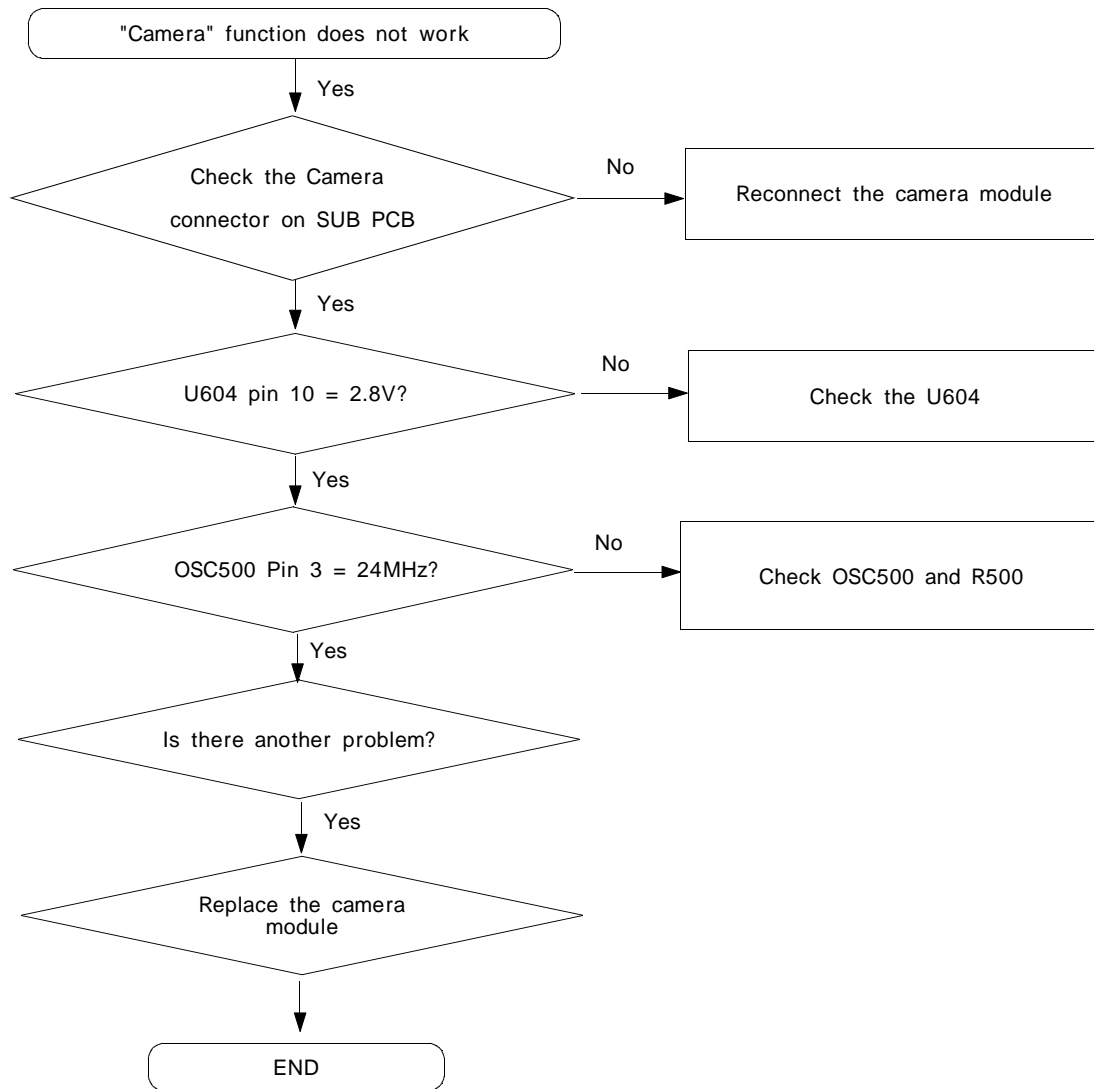 "Camera" function does not work
Yes
Check the Camera
connector on SUB PCB
No
Reconnect the camera module
Yes
U604 pin 10 = 2.8V?
No
Check the U604
Yes
OSC500 Pin 3 = 24MHz?
No
Check OSC500 and R500
Yes
Is there another problem?
Yes
Replace the camera
module
END